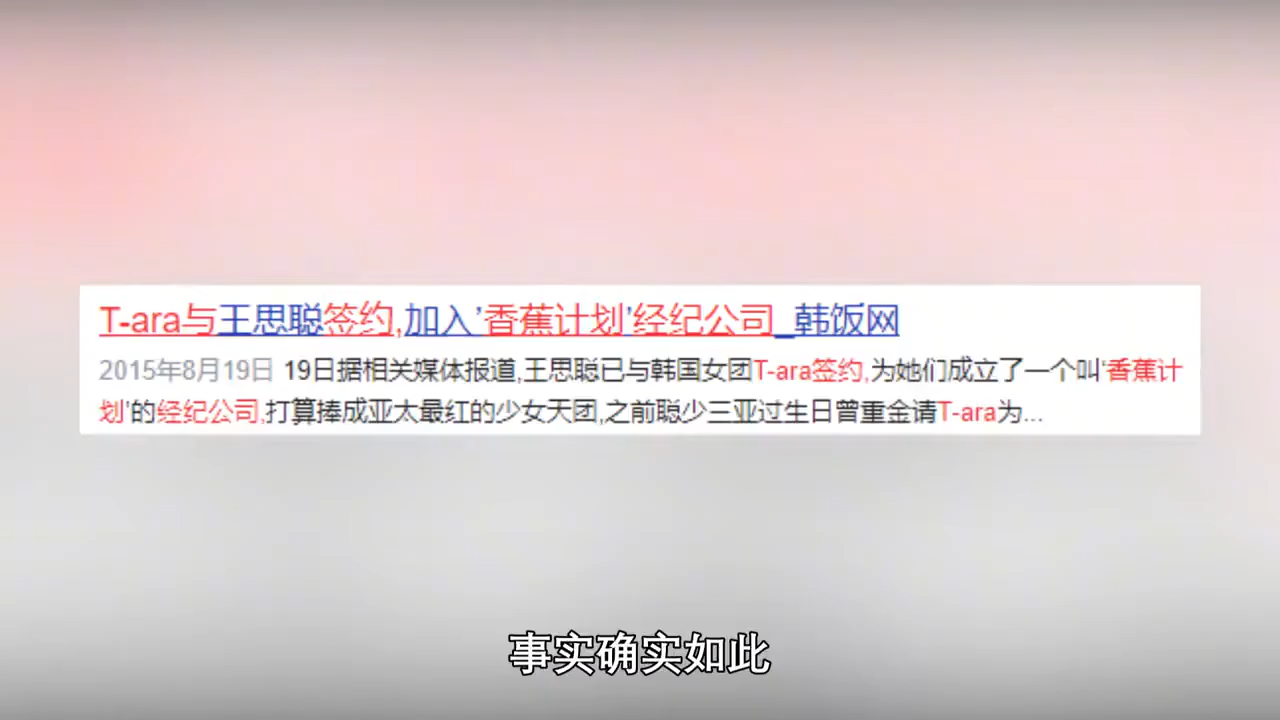 T-ara与王思聪签约,加入'香蕉计划'经纪公司_韩饭网
2015年8月19日 19日据相关媒体报道,王思聪已与韩国女团T-ara签约,为她们成立了一个叫'香蕉计
划'的经纪公司,打算捧成亚太最红的少女天团,之前聪少三亚过生日曾重金请T-ara为...
事实确实如此